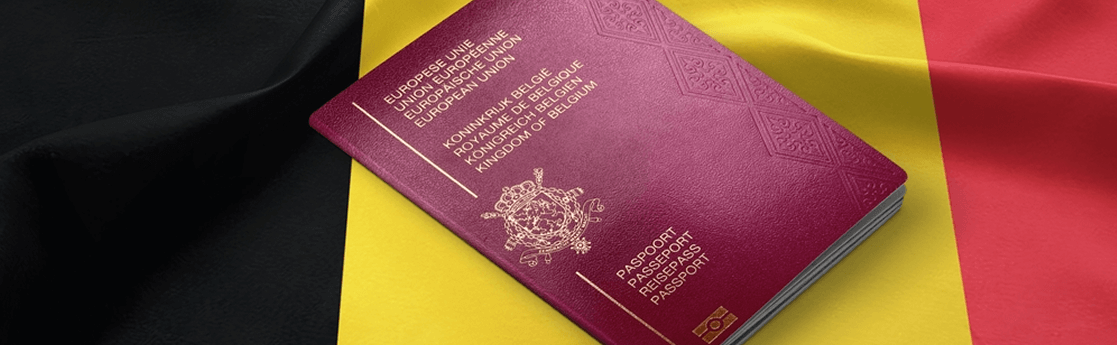 EUROPESE UNIE
UNION EUROPÉENNE
EUROPÄISCHE UNION
EUROPEAN UNION
KONINKRIJK BELGIË
ROYAUME DE BELGIQUE
KÖNIGREICH BELGIEN
KINGDOM OF BELGIUM
PASPOORT
PASSEPORT
REISEPASS
PASSPORT